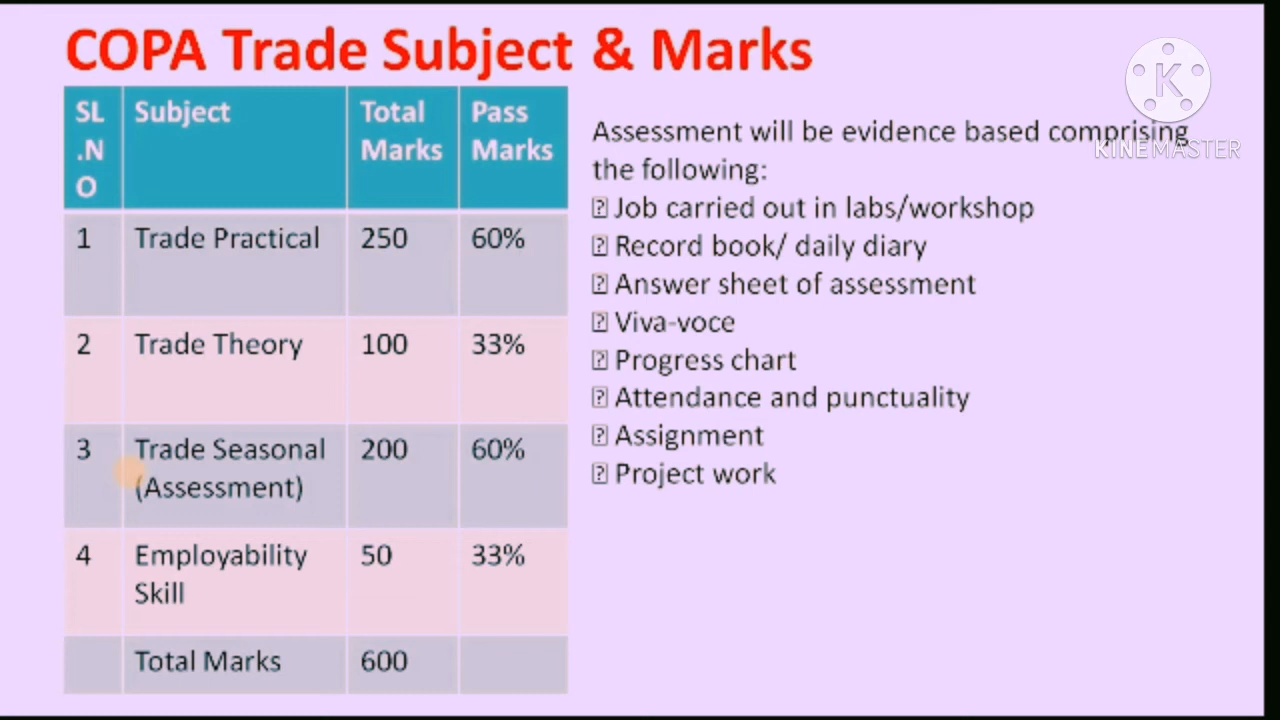 COPA Trade Subject & Marks
SL .N O Subject Total Marks Pass Marks
1 Trade Practical 250 60%
2 Trade Theory 100 33%
3 Trade Seasonal (Assessment) 200 60%
4 Employability Skill 50 33%
Total Marks 600
Assessment will be evidence based comprising
the following:
Job carried out in labs/workshop
Record book/ daily diary
Answer sheet of assessment
Viva-voce
Progress chart
Attendance and punctuality
Assignment
Project work
K
KINEMASTER